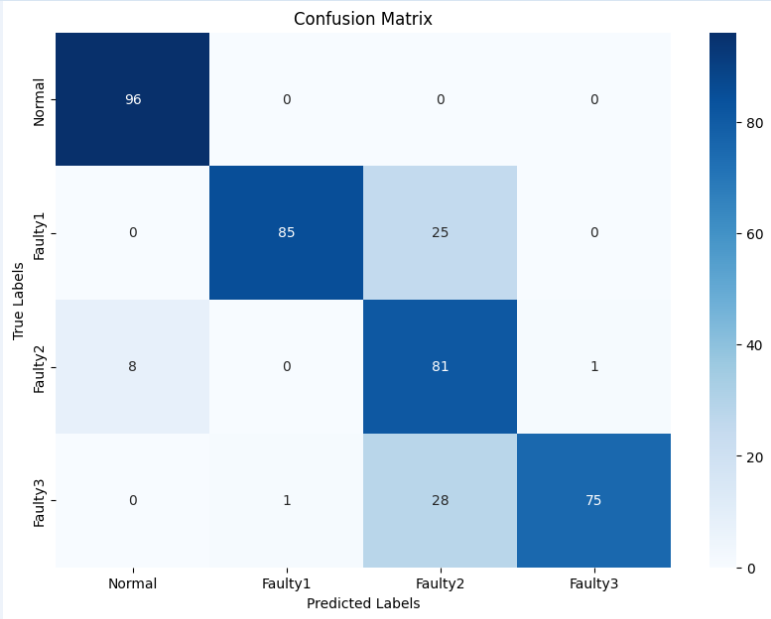 Confusion Matrix
True Labels
Normal 96 0 0 0
Faulty1 0 85 25 0
Faulty2 8 0 81 1
Faulty3 0 1 28 75
Normal Faulty1 Faulty2 Faulty3
Predicted Labels
80
60
40
20
0